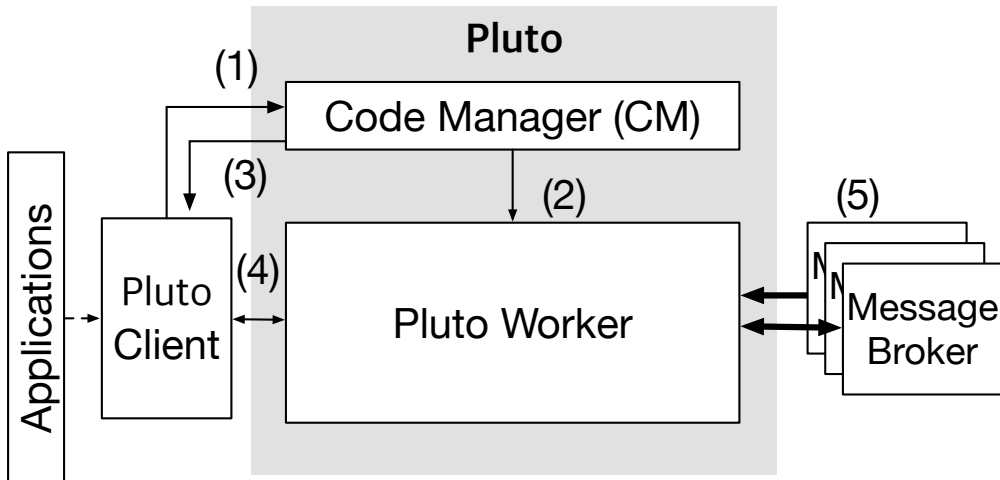 Pluto
(1)
Code Manager (CM)
(3)
(2)
(5)
Applications
Pluto
Client
(4)
Pluto Worker
M
M
Message
Broker